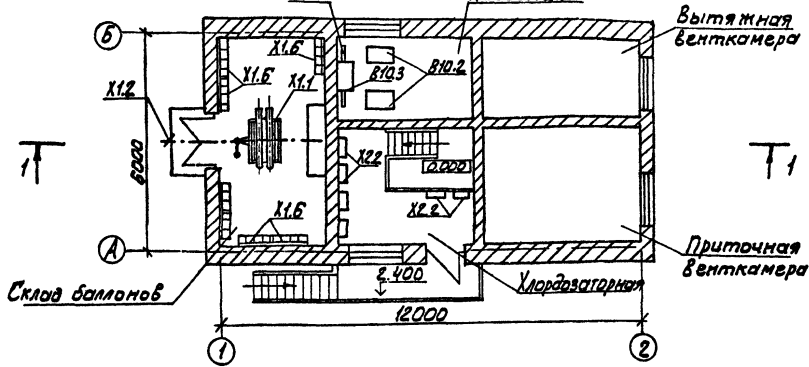 Б
Х1.6
Вытяжная
венткамера
Х1.6
Х1.1
В10.3
В10.2
Х1.2
1
1
6000
Х2.2
0.000
Х2.2
Х1.6
А
Приточная
венткамера
2.400
Хлордозаторная
Склад баллонов
12000
1
2